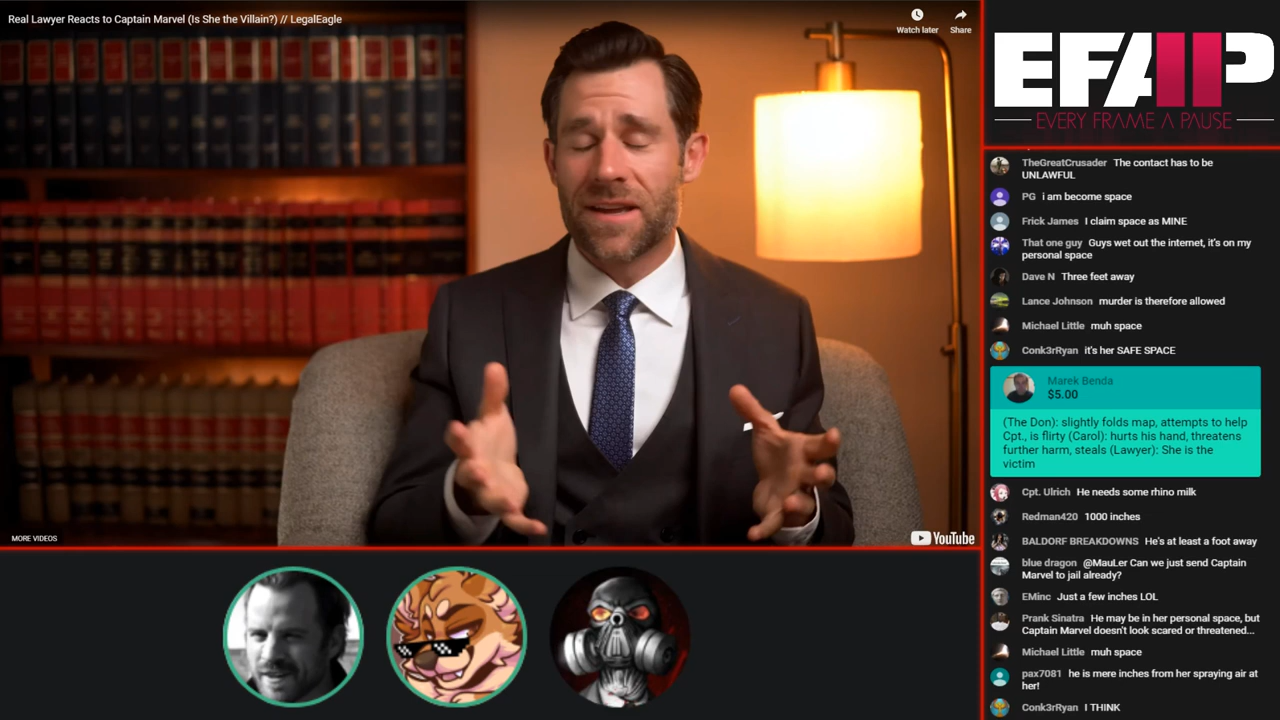 Real Lawyer Reacts to Captain Marvel (Is She the Villain?) // LegalEagle
Watch later
Share
MORE VIDEOS
YouTube
EFAP
EVERY FRAME A PAUSE
TheGreatCrusader The contact has to be
UNLAWFUL
PG i am become space
Frick James I claim space as MINE
That one guy Guys wet out the internet, it's on my
personal space
Dave N Three feet away
Lance Johnson murder is therefore allowed
Michael Little muh space
Conk3rRyan it's her SAFE SPACE
Marek Benda
$5.00
(The Don): slightly folds map, attempts to help
Cpt., is flirty (Carol): hurts his hand, threatens
further harm, steals (Lawyer): She is the
victim
Cpt. Ulrich He needs some rhino milk
Redman420 1000 inches
BALDORF BREAKDOWNS He's at least a foot away
blue dragon @MauLer Can we just send Captain
Marvel to jail already?
EMinc Just a few inches LOL
Prank Sinatra He may be in her personal space, but
Captain Marvel doesn't look scared or threatened...
Michael Little muh space
pax7081 he is mere inches from her spraying air at
her!
Conk3rRyan I THINK